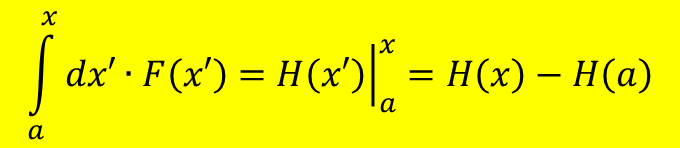 ∫ₐˣ dx′ · F(x′) = H(x′)|ₐˣ = H(x) − H(a)